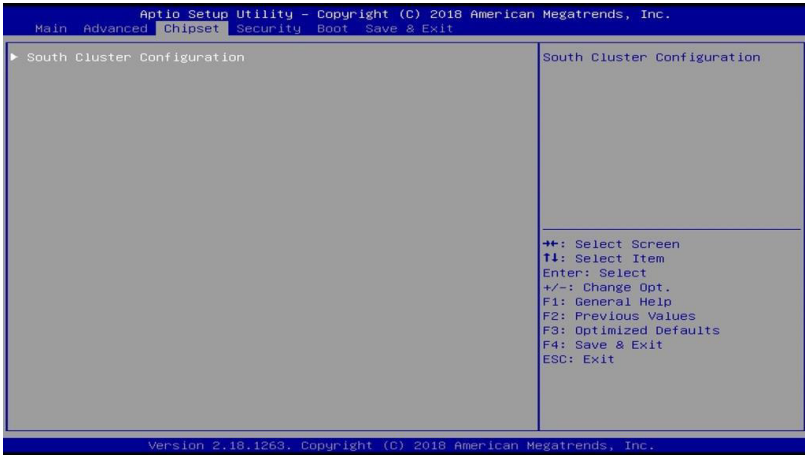 Aptio Setup Utility – Copyright (C) 2018 American Megatrends, Inc.
Main Advanced Chipset Security Boot Save & Exit
► South Cluster Configuration
South Cluster Configuration
→←: Select Screen
↑↓: Select Item
Enter: Select
+/-: Change Opt.
F1: General Help
F2: Previous Values
F3: Optimized Defaults
F4: Save & Exit
ESC: Exit
Version 2.18.1263. Copyright (C) 2018 American Megatrends, Inc.